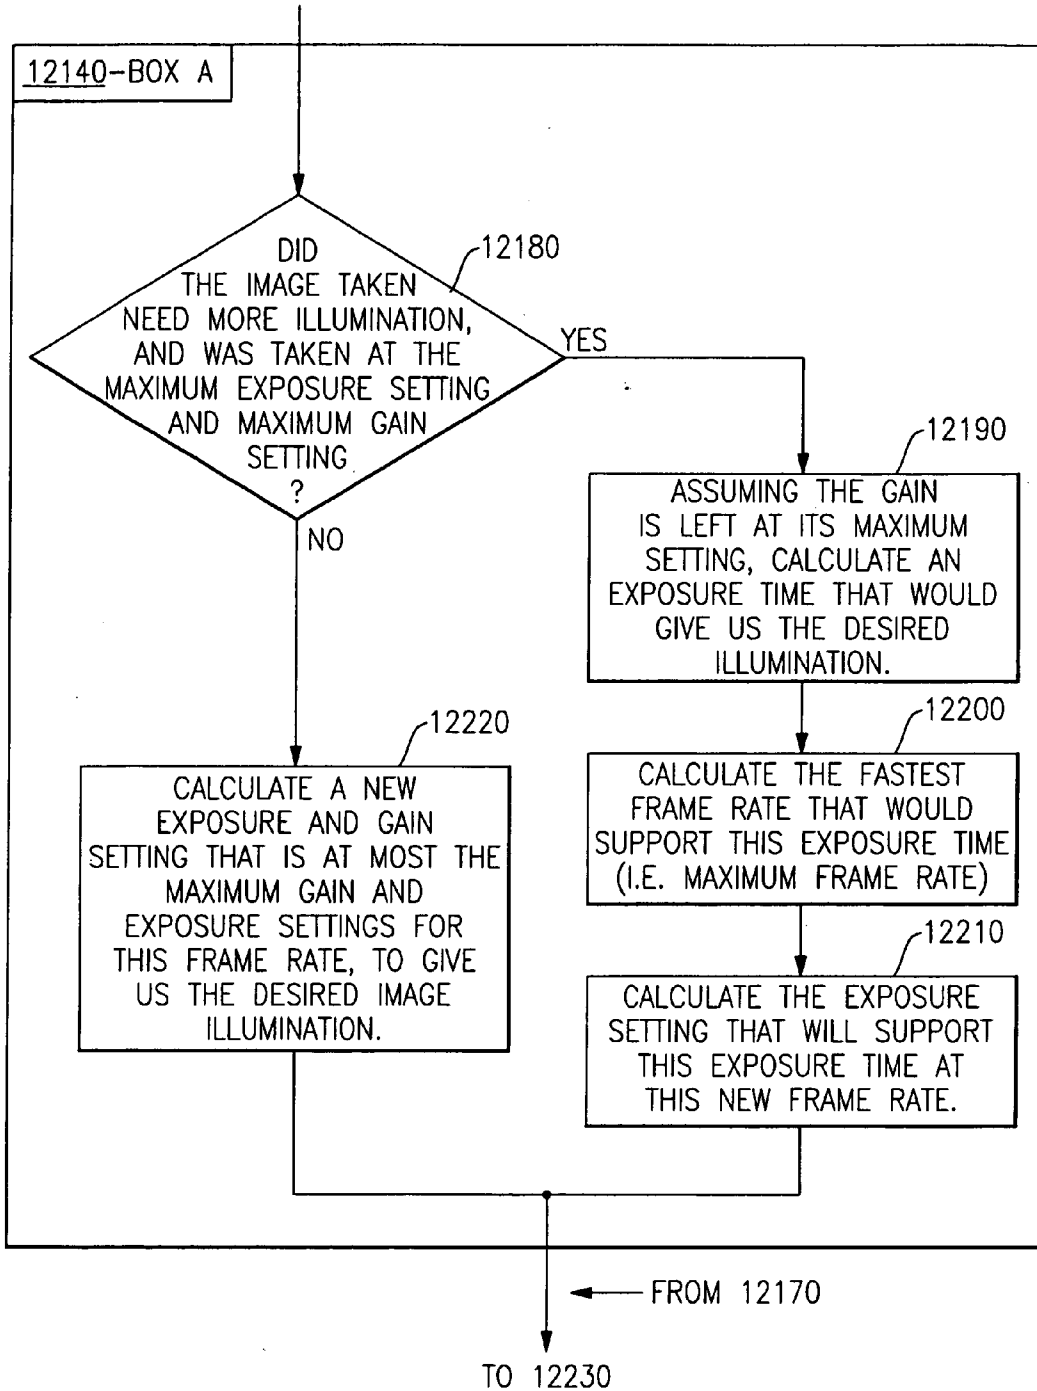 12140-BOX A
12180
DID
THE IMAGE TAKEN
NEED MORE ILLUMINATION,
AND WAS TAKEN AT THE
MAXIMUM EXPOSURE SETTING
AND MAXIMUM GAIN
SETTING
?
YES
NO
12190
ASSUMING THE GAIN
IS LEFT AT ITS MAXIMUM
SETTING, CALCULATE AN
EXPOSURE TIME THAT WOULD
GIVE US THE DESIRED
ILLUMINATION.
12200
CALCULATE THE FASTEST
FRAME RATE THAT WOULD
SUPPORT THIS EXPOSURE TIME
(I.E. MAXIMUM FRAME RATE)
12210
CALCULATE THE EXPOSURE
SETTING THAT WILL SUPPORT
THIS EXPOSURE TIME AT
THIS NEW FRAME RATE.
12220
CALCULATE A NEW
EXPOSURE AND GAIN
SETTING THAT IS AT MOST THE
MAXIMUM GAIN AND
EXPOSURE SETTINGS FOR
THIS FRAME RATE, TO GIVE
US THE DESIRED IMAGE
ILLUMINATION.
FROM 12170
TO 12230